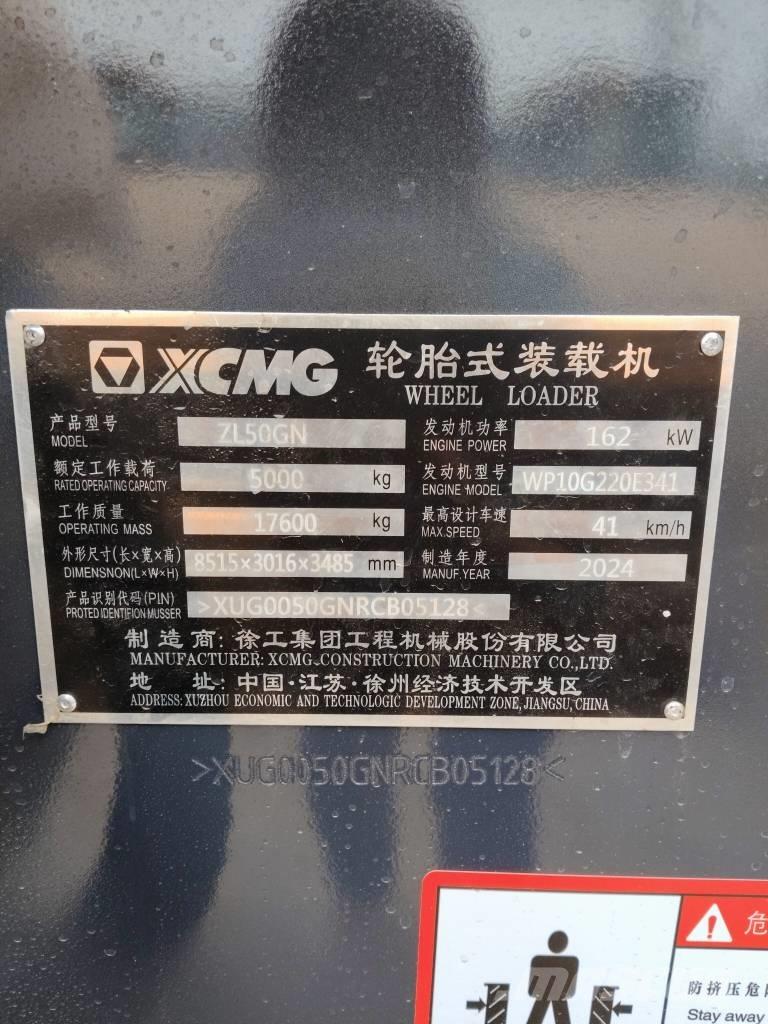 XCMG 轮胎式装载机
WHEEL LOADER
产品型号 ZL50GN 发动机功率 162 kW
MODEL ENGINE POWER
额定工作载荷 5000 kg 发动机型号 WP10G220E341
RATED OPERATING CAPACITY ENGINE MODEL
工作质量 17600 kg 最高设计车速 41 km/h
OPERATING MASS MAX.SPEED
外形尺寸(长×宽×高) 8515×3016×3485 mm 制造年度 2024
DIMENSNON(L×W×H) MANUF.YEAR
产品识别代码(PIN) >XUG0050GNRCB05128<
PROTED IDENTIFION MUSSER
制造商: 徐工集团工程机械股份有限公司
MANUFACTURER: XCMG CONSTRUCTION MACHINERY CO.,LTD.
地 址: 中国·江苏·徐州经济技术开发区
ADDRESS: XUZHOU ECONOMIC AND TECHNOLOGIC DEVELOPMENT ZONE, JIANGSU, CHINA
>XUG0050GNRCB05128<
危
防挤压危
Stay away